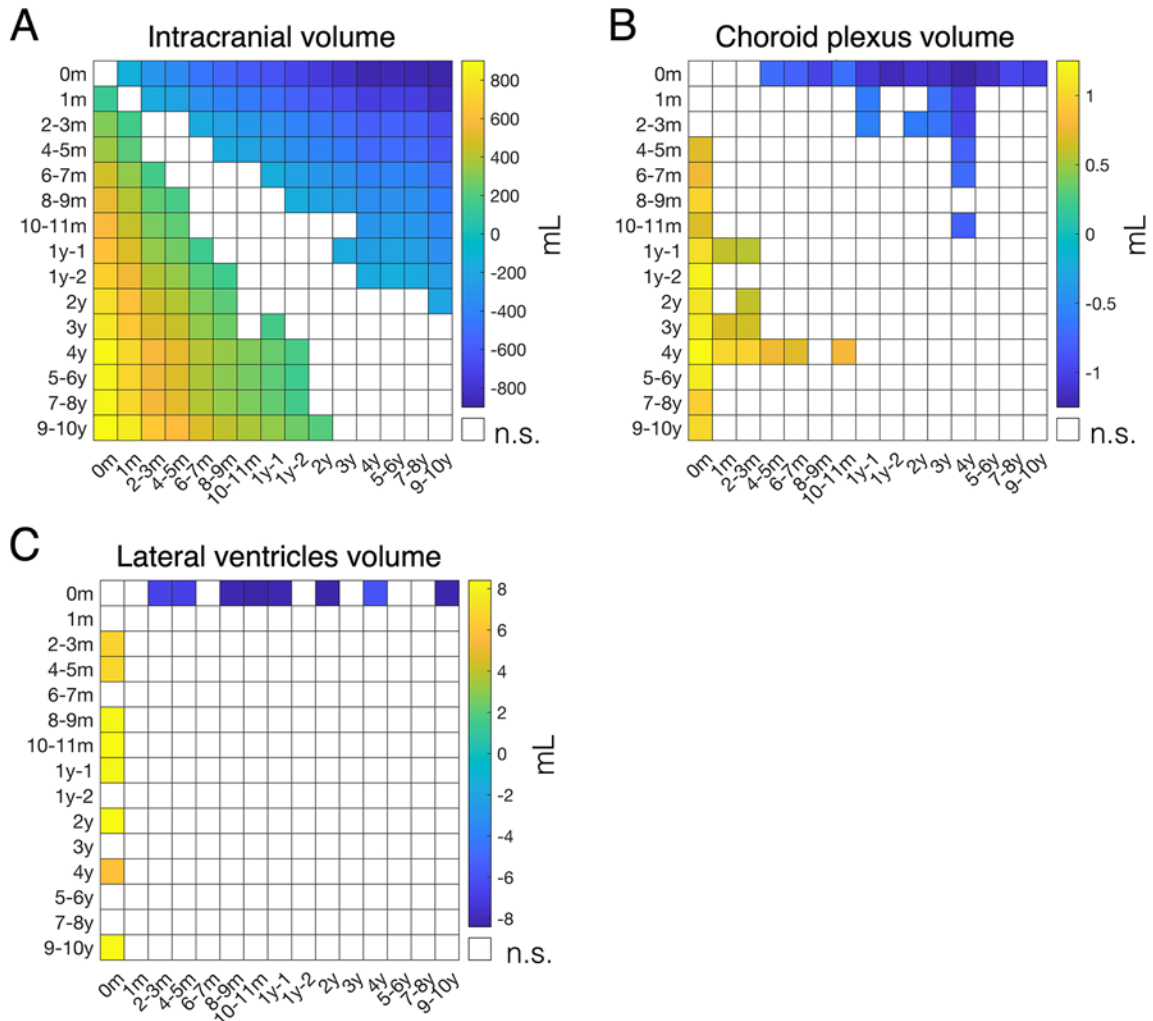 A
Intracranial volume
0m
1m
2-3m
4-5m
6-7m
8-9m
10-11m
1y-1
1y-2
2y
3y
4y
5-6y
7-8y
9-10y
0m
1m
2-3m
4-5m
6-7m
8-9m
10-11m
1y-1
1y-2
2y
3y
4y
5-6y
7-8y
9-10y
800
600
400
200
0
-200
-400
-600
-800
mL
n.s.
B
Choroid plexus volume
0m
1m
2-3m
4-5m
6-7m
8-9m
10-11m
1y-1
1y-2
2y
3y
4y
5-6y
7-8y
9-10y
0m
1m
2-3m
4-5m
6-7m
8-9m
10-11m
1y-1
1y-2
2y
3y
4y
5-6y
7-8y
9-10y
1
0.5
0
-0.5
-1
mL
n.s.
C
Lateral ventricles volume
0m
1m
2-3m
4-5m
6-7m
8-9m
10-11m
1y-1
1y-2
2y
3y
4y
5-6y
7-8y
9-10y
0m
1m
2-3m
4-5m
6-7m
8-9m
10-11m
1y-1
1y-2
2y
3y
4y
5-6y
7-8y
9-10y
8
6
4
2
0
-2
-4
-6
-8
mL
n.s.